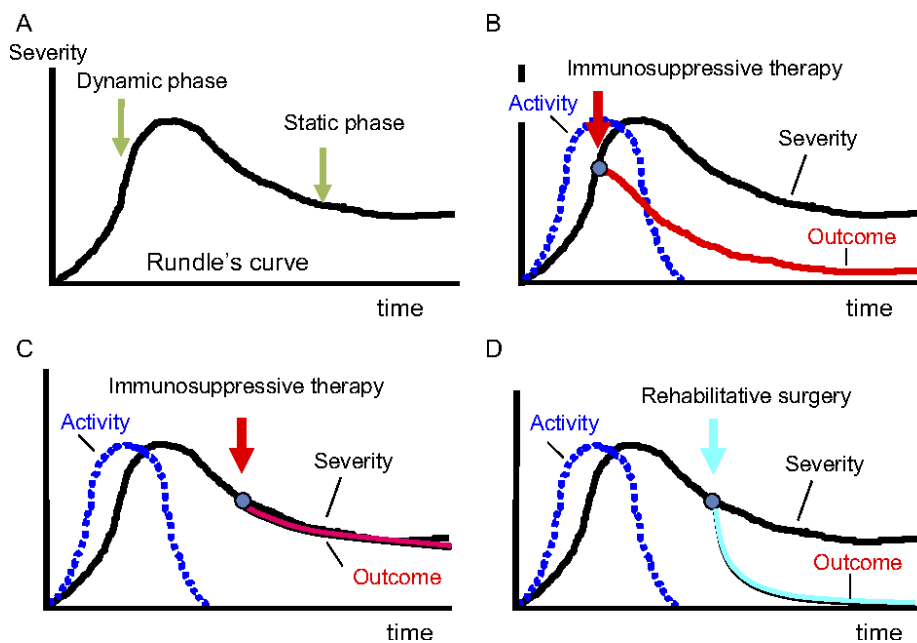 A
Severity
Dynamic phase
Static phase
Rundle's curve
time
B
Immunosuppressive therapy
Activity
Severity
Outcome
time
C
Immunosuppressive therapy
Activity
Severity
Outcome
time
D
Rehabilitative surgery
Activity
Severity
Outcome
time